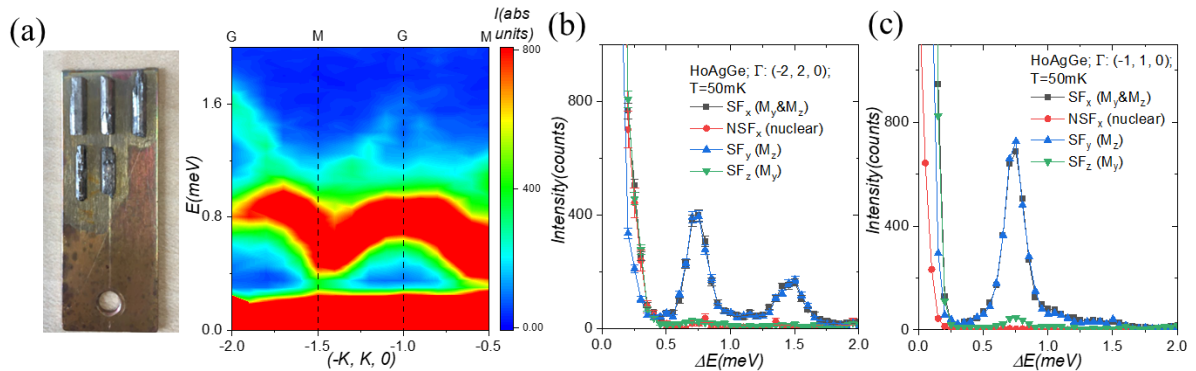 (a)
G M G M
I(abs units)
800
400
0.00
E(meV)
1.6
1.2
0.8
0.4
0.0
-2.0 -1.5 -1.0 -0.5
(-K, K, 0)
(b)
HoAgGe; Γ: (-2, 2, 0);
T=50mK
SFx (My&Mz)
NSFx (nuclear)
SFy (Mz)
SFz (My)
Intensity(counts)
800
400
0
0.0 0.5 1.0 1.5 2.0
ΔE(meV)
(c)
HoAgGe; Γ: (-1, 1, 0);
T=50mK
SFx (My&Mz)
NSFx (nuclear)
SFy (Mz)
SFz (My)
Intensity(counts)
800
400
0
0.0 0.5 1.0 1.5 2.0
ΔE(meV)